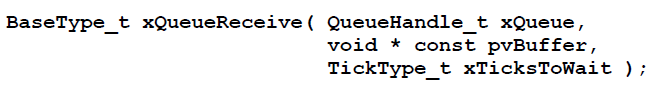 BaseType_t xQueueReceive( QueueHandle_t xQueue,
void * const pvBuffer,
TickType_t xTicksToWait );